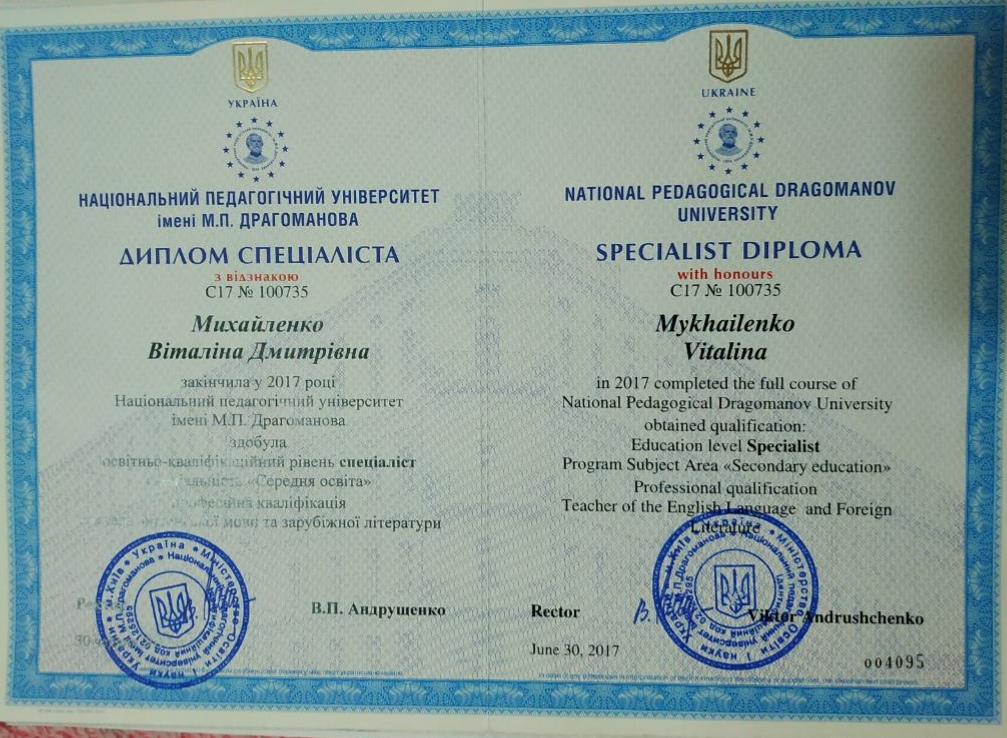 УКРАЇНА
НАЦІОНАЛЬНИЙ ПЕДАГОГІЧНИЙ УНІВЕРСИТЕТ
імені М.П. ДРАГОМАНОВА
ДИПЛОМ СПЕЦІАЛІСТА
з відзнакою
С17 № 100735
Михайленко
Віталіна Дмитрівна
закінчила у 2017 році
Національний педагогічний університет
імені М.П. Драгоманова
здобула
освітньо-кваліфікаційний рівень спеціаліст
«Середня освіта»
професійна кваліфікація
мови та зарубіжної літератури
В.П. Андрущенко
UKRAINE
NATIONAL PEDAGOGICAL DRAGOMANOV
UNIVERSITY
SPECIALIST DIPLOMA
with honours
С17 № 100735
Mykhailenko
Vitalina
in 2017 completed the full course of
National Pedagogical Dragomanov University
obtained qualification:
Education level Specialist
Program Subject Area «Secondary education»
Professional qualification
Teacher of the English Language and Foreign
Literature
Rector
Viktor Andrushchenko
June 30, 2017
004095